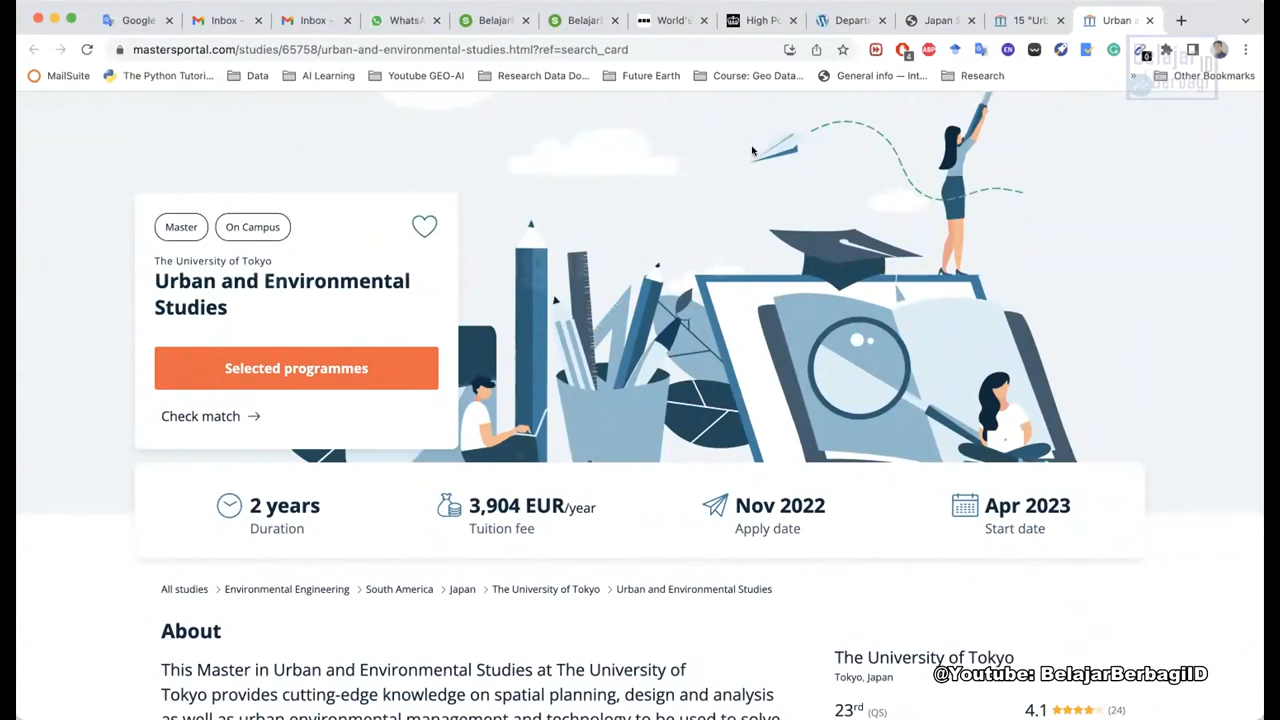 Google
Inbox -
Inbox -
WhatsA
Belajar
Belajar
World's
High Po
Departm
Japan S
15 "Urb
Urban a
mastersportal.com/studies/65758/urban-and-environmental-studies.html?ref=search_card
MailSuite
The Python Tutori...
Data
AI Learning
Youtube GEO-AI
Research Data Do...
Future Earth
Course: Geo Data...
General info — Int...
Research
»
Other Bookmarks
Belajar
Berbagi
ID
Master
On Campus
The University of Tokyo
Urban and Environmental
Studies
Selected programmes
Check match →
2 years
Duration
3,904 EUR/year
Tuition fee
Nov 2022
Apply date
Apr 2023
Start date
All studies > Environmental Engineering > South America > Japan > The University of Tokyo > Urban and Environmental Studies
About
This Master in Urban and Environmental Studies at The University of
Tokyo provides cutting-edge knowledge on spatial planning, design and analysis
as well as urban environmental management and technology to be used to solve
The University of Tokyo
Tokyo, Japan
@Youtube: BelajarBerbagiID
23rd (QS)
4.1 ★★★★ (24)